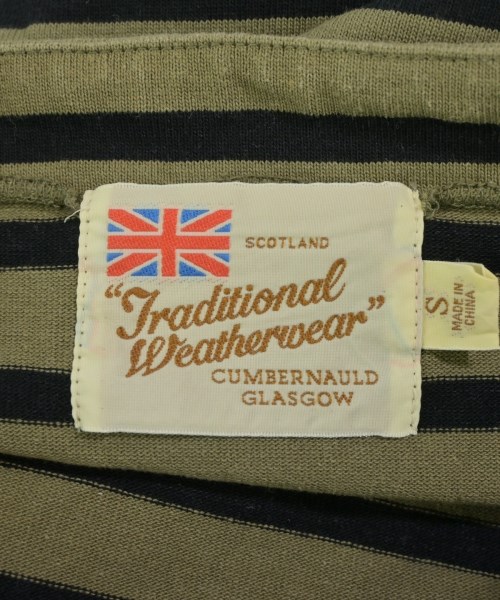 SCOTLAND
"Traditional
Weatherwear"
CUMBERNAULD
GLASGOW
S
MADE IN
CHINA